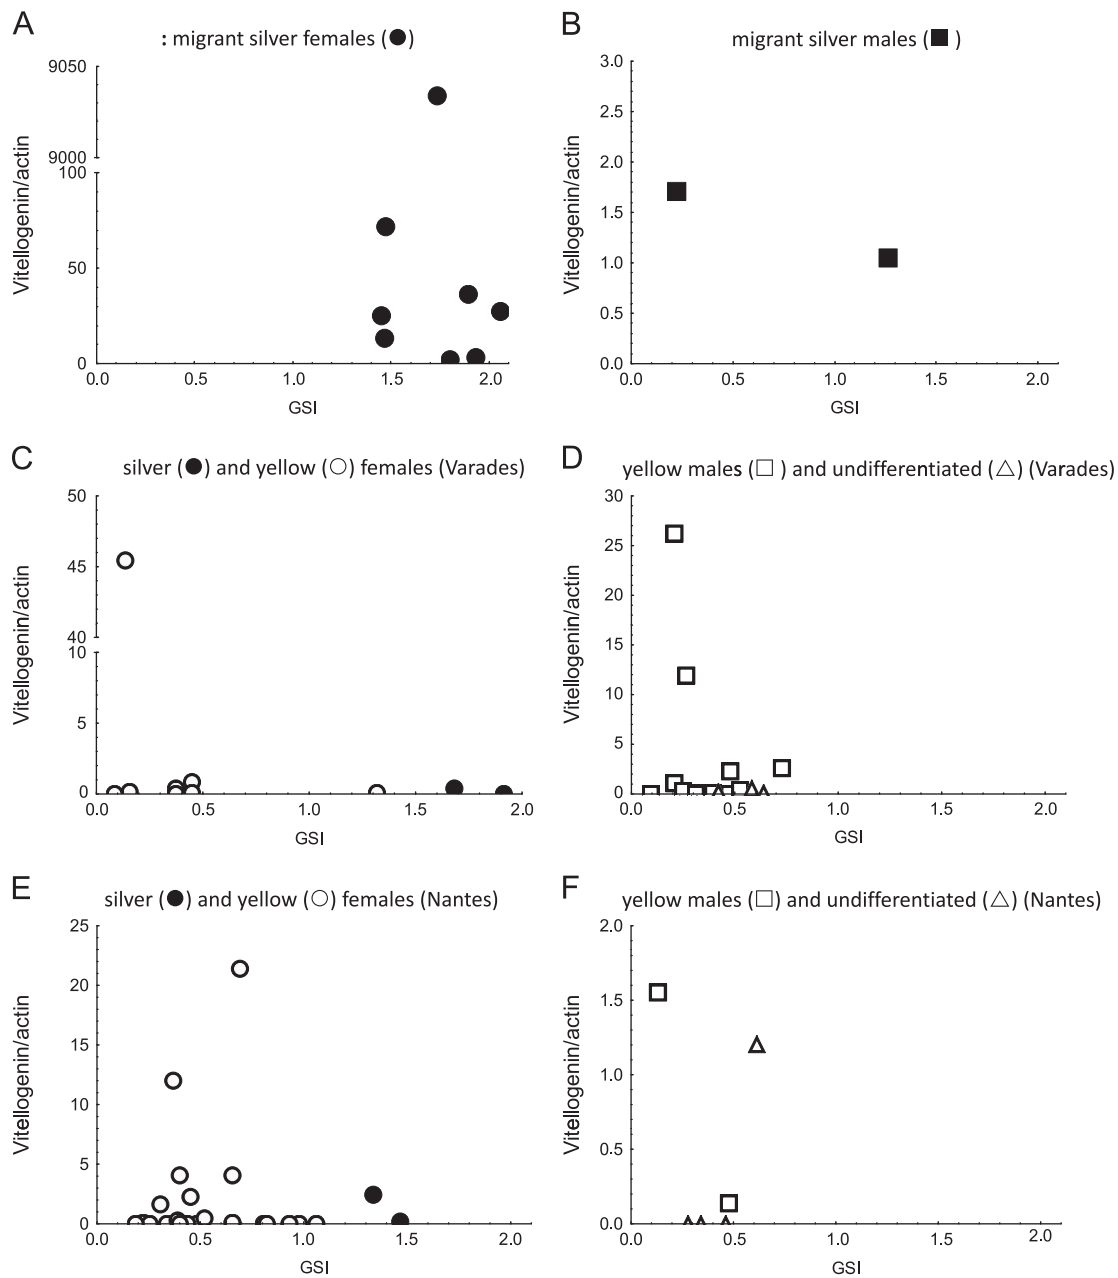 A
: migrant silver females (●)
9050
9000
100
50
0
Vitellogenin/actin
0.0 0.5 1.0 1.5 2.0
GSI
B
migrant silver males (■)
3.0
2.5
2.0
1.5
1.0
0.5
0.0
Vitellogenin/actin
0.0 0.5 1.0 1.5 2.0
GSI
C
silver (●) and yellow (○) females (Varades)
50
45
40
10
5
0
Vitellogenin/actin
0.0 0.5 1.0 1.5 2.0
GSI
D
yellow males (□) and undifferentiated (△) (Varades)
30
25
20
15
10
5
0
Vitellogenin/actin
0.0 0.5 1.0 1.5 2.0
GSI
E
silver (●) and yellow (○) females (Nantes)
25
20
15
10
5
0
Vitellogenin/actin
0.0 0.5 1.0 1.5 2.0
GSI
F
yellow males (□) and undifferentiated (△) (Nantes)
2.0
1.5
1.0
0.5
0.0
Vitellogenin/actin
0.0 0.5 1.0 1.5 2.0
GSI